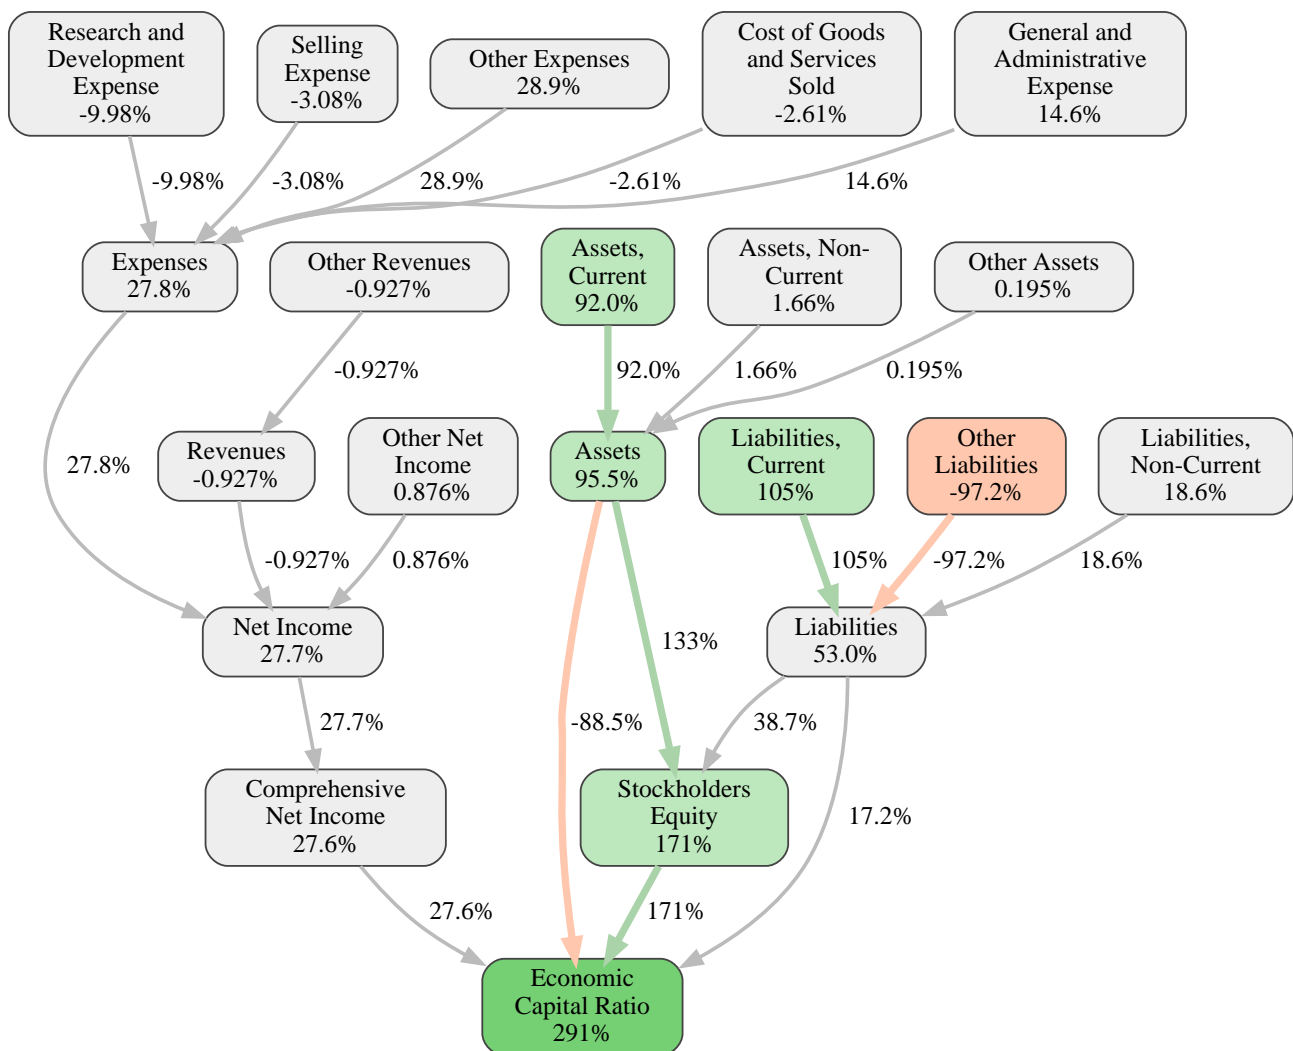 Research and
Development
Expense
-9.98%
Selling
Expense
-3.08%
Other Expenses
28.9%
Cost of Goods
and Services
Sold
-2.61%
General and
Administrative
Expense
14.6%
-9.98%
-3.08%
28.9%
-2.61%
14.6%
Expenses
27.8%
Other Revenues
-0.927%
Assets,
Current
92.0%
Assets, Non-
Current
1.66%
Other Assets
0.195%
-0.927%
92.0%
1.66%
0.195%
27.8%
Revenues
-0.927%
Other Net
Income
0.876%
Assets
95.5%
Liabilities,
Current
105%
Other
Liabilities
-97.2%
Liabilities,
Non-Current
18.6%
-0.927%
0.876%
105%
-97.2%
18.6%
Net Income
27.7%
133%
Liabilities
53.0%
27.7%
-88.5%
38.7%
Comprehensive
Net Income
27.6%
Stockholders
Equity
171%
17.2%
27.6%
171%
Economic
Capital Ratio
291%